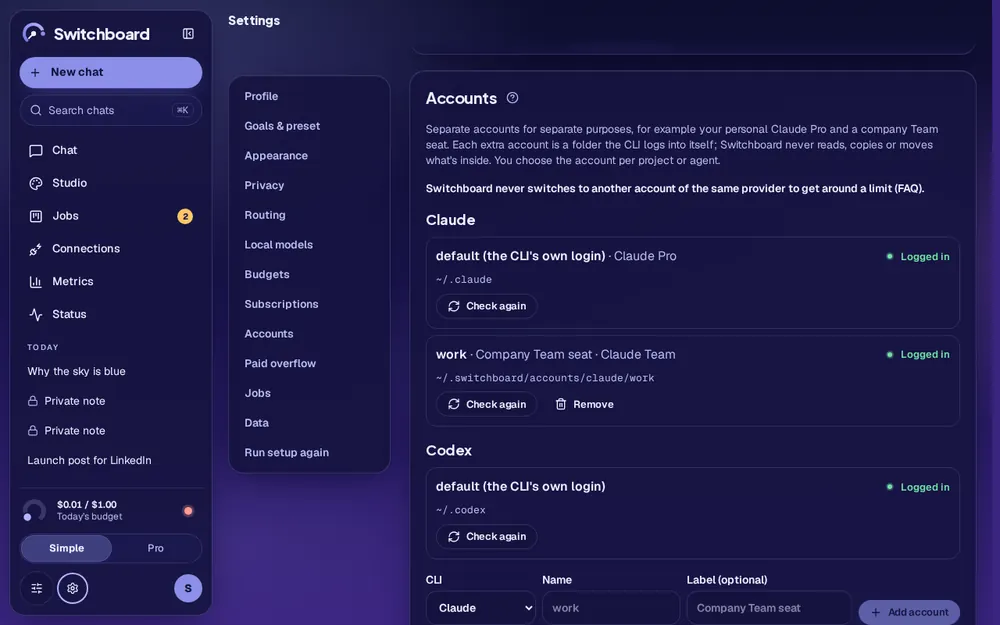 Switchboard
New chat
Search chats ⌘K
Chat
Studio
Jobs 2
Connections
Metrics
Status
TODAY
Why the sky is blue
Private note
Private note
Launch post for LinkedIn
$0.01 / $1.00
Today's budget
Simple Pro
S
Settings
Profile
Goals & preset
Appearance
Privacy
Routing
Local models
Budgets
Subscriptions
Accounts
Paid overflow
Jobs
Data
Run setup again
Accounts
Separate accounts for separate purposes, for example your personal Claude Pro and a company Team
seat. Each extra account is a folder the CLI logs into itself; Switchboard never reads, copies or moves
what's inside. You choose the account per project or agent.
Switchboard never switches to another account of the same provider to get around a limit (FAQ).
Claude
default (the CLI's own login) · Claude Pro Logged in
~/.claude
Check again
work · Company Team seat · Claude Team Logged in
~/.switchboard/accounts/claude/work
Check again Remove
Codex
default (the CLI's own login) Logged in
~/.codex
Check again
CLI Name Label (optional)
Claude work Company Team seat + Add account